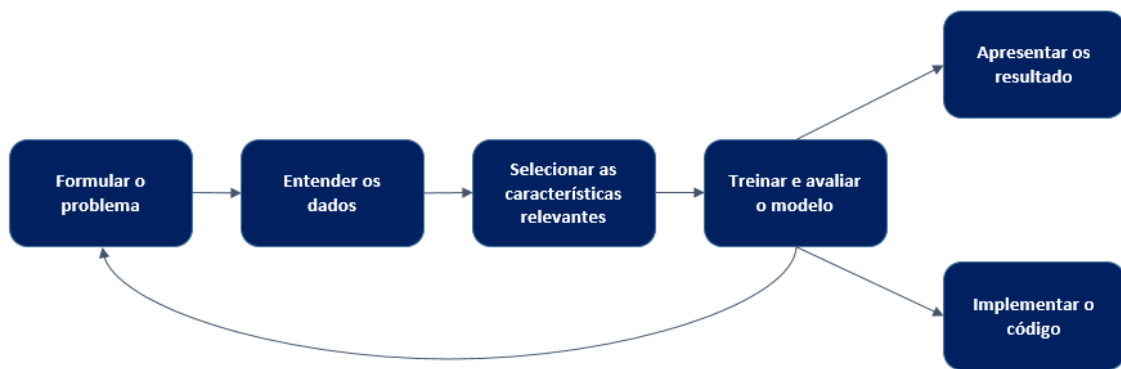 Formular o
problema
Entender os
dados
Selecionar as
características
relevantes
Treinar e avaliar
o modelo
Apresentar os
resultado
Implementar o
código